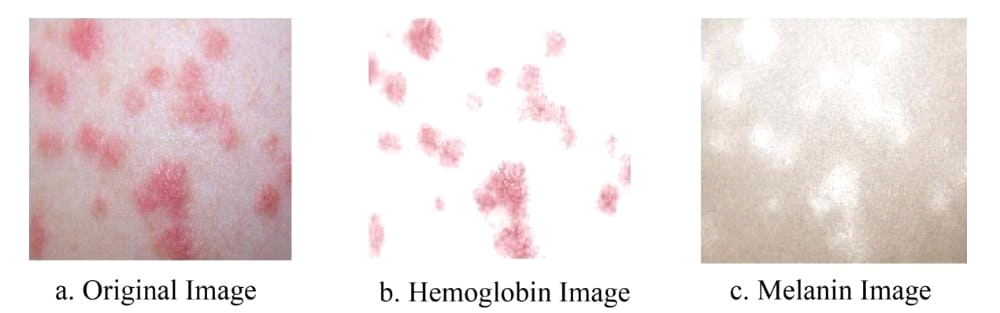 a. Original Image
b. Hemoglobin Image
c. Melanin Image